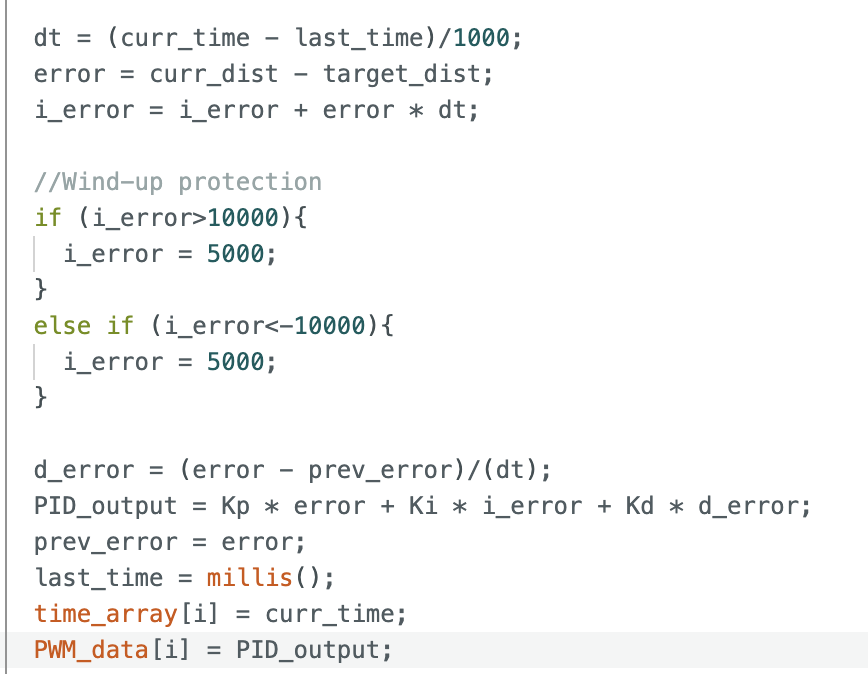 dt = (curr_time - last_time)/1000;
error = curr_dist - target_dist;
i_error = i_error + error * dt;
//Wind-up protection
if (i_error>10000){
i_error = 5000;
}
else if (i_error<-10000){
i_error = 5000;
}
d_error = (error - prev_error)/(dt);
PID_output = Kp * error + Ki * i_error + Kd * d_error;
prev_error = error;
last_time = millis();
time_array[i] = curr_time;
PWM_data[i] = PID_output;